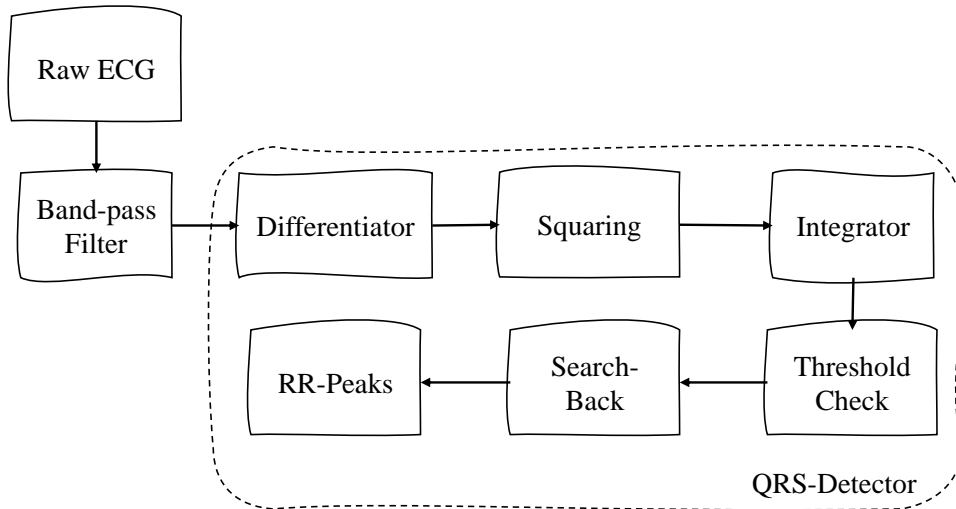 Raw ECG
Band-pass
Filter
Differentiator
Squaring
Integrator
Threshold
Check
Search-
Back
RR-Peaks
QRS-Detector